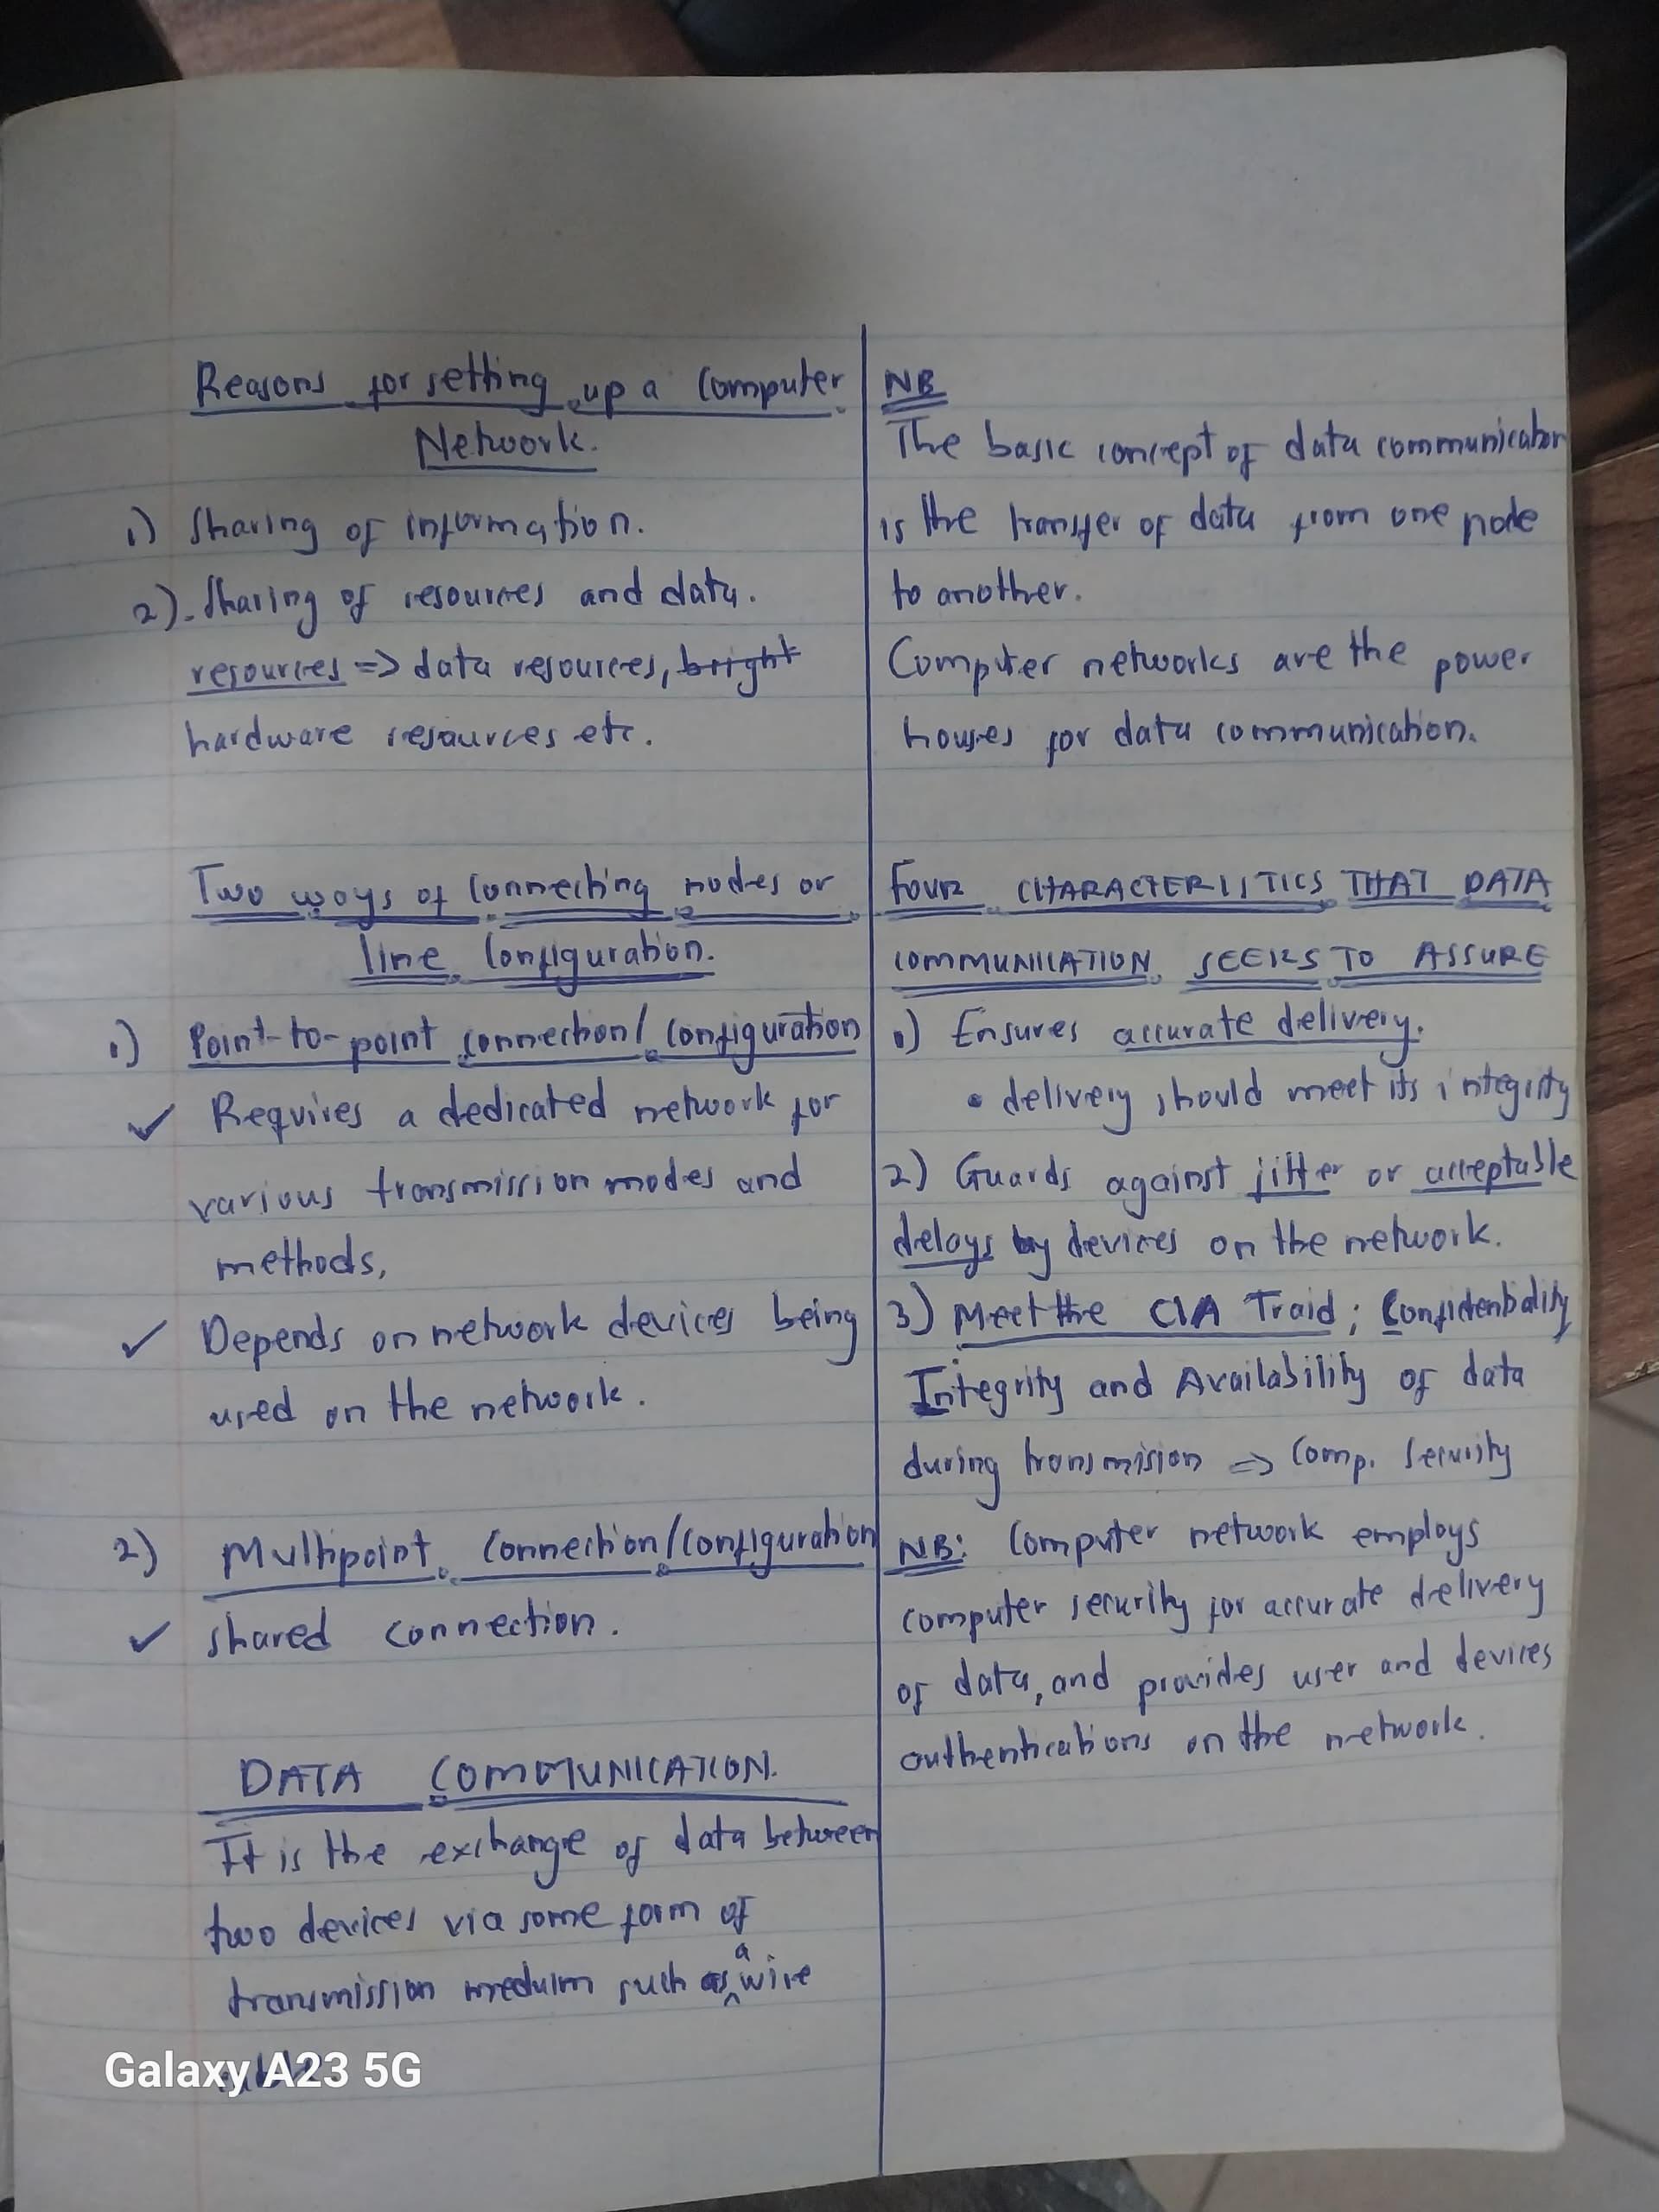 Reasons for setting up a Computer
Network.
1) Sharing of information.
2). Sharing of resources and data.
resources => data resources, bright
hardware resources etc.
Two ways of Connecting nodes or
line Configuration.
1) Point-to-point connection/configuration
✓ Requires a dedicated network for
various transmission modes and
methods,
✓ Depends on network devices being
used on the network.
2) Multipoint Connection/Configuration
✓ shared connection.
DATA COMMUNICATION.
It is the exchange of data between
two devices via some form of
transmission meduim such as a wire
Galaxy A23 5G
NB
The basic concept of data communication
is the transfer of data from one node
to another.
Computer networks are the power
houses for data communication.
FOUR CHARACTERISTICS THAT DATA
COMMUNICATION SEEKS TO ASSURE
1) Ensures accurate delivery.
• delivery should meet its integrity
2) Guards against jitter or acceptable
delays by devices on the network.
3) Meet the CIA Traid; Confidentiality
Integrity and Availability of data
during transmision => Comp. Security
NB: Computer network employs
computer security for accurate delivery
of data, and provides user and devices
authentications on the network.